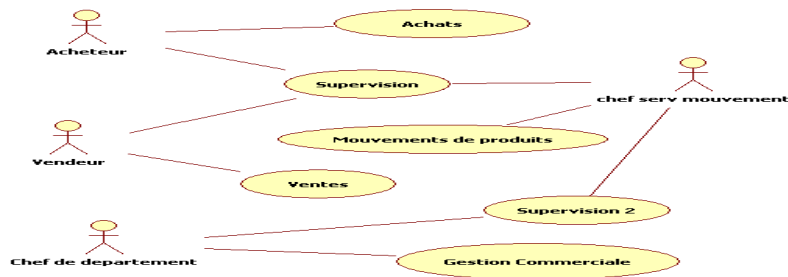 Achats
Acheteur
Supervision
chef serv mouvement
Mouvements de produits
Vendeur
Ventes
Supervision 2
Chef de departement
Gestion Commerciale